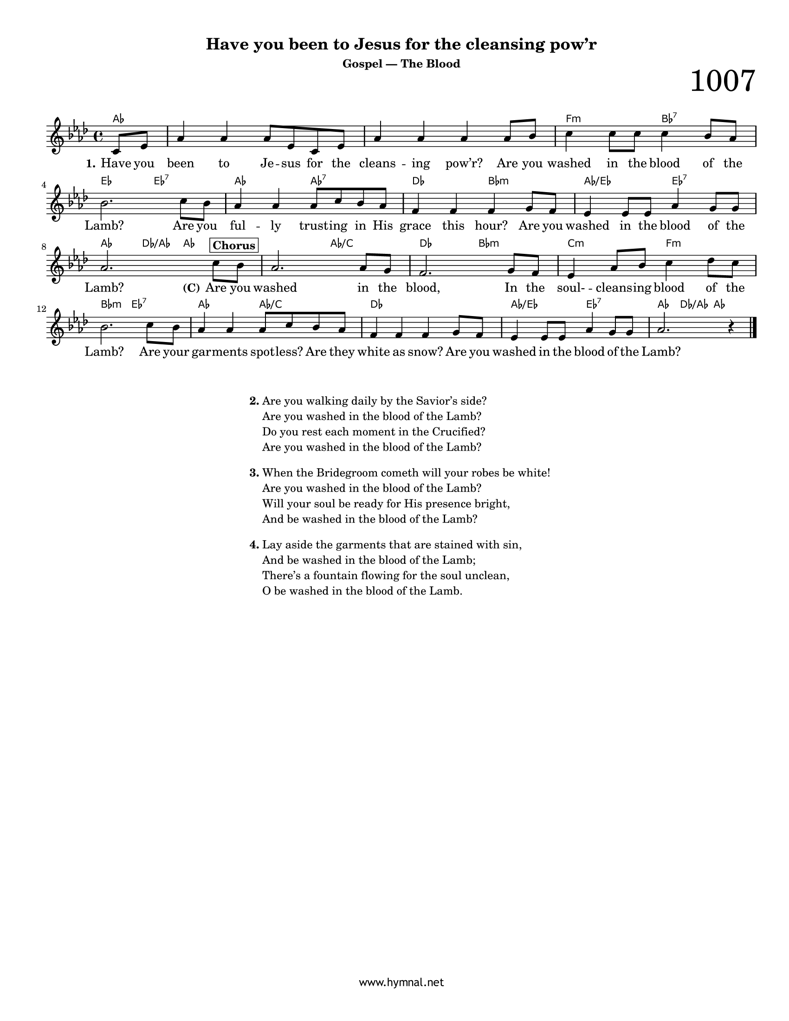 Have you been to Jesus for the cleansing pow'r
Gospel — The Blood
1007
A♭ Fm B♭7
1. Have you been to Je - sus for the cleans - ing pow'r? Are you washed in the blood of the
4 E♭ E♭7 A♭ A♭7 D♭ B♭m A♭/E♭ E♭7
Lamb? Are you ful - ly trusting in His grace this hour? Are you washed in the blood of the
8 A♭ D♭/A♭ A♭ Chorus A♭/C D♭ B♭m Cm Fm
Lamb? (C) Are you washed in the blood, In the soul- - cleansing blood of the
12 B♭m E♭7 A♭ A♭/C D♭ A♭/E♭ E♭7 A♭ D♭/A♭ A♭
Lamb? Are your garments spotless? Are they white as snow? Are you washed in the blood of the Lamb?
2. Are you walking daily by the Savior's side?
Are you washed in the blood of the Lamb?
Do you rest each moment in the Crucified?
Are you washed in the blood of the Lamb?
3. When the Bridegroom cometh will your robes be white!
Are you washed in the blood of the Lamb?
Will your soul be ready for His presence bright,
And be washed in the blood of the Lamb?
4. Lay aside the garments that are stained with sin,
And be washed in the blood of the Lamb;
There's a fountain flowing for the soul unclean,
O be washed in the blood of the Lamb.
www.hymnal.net